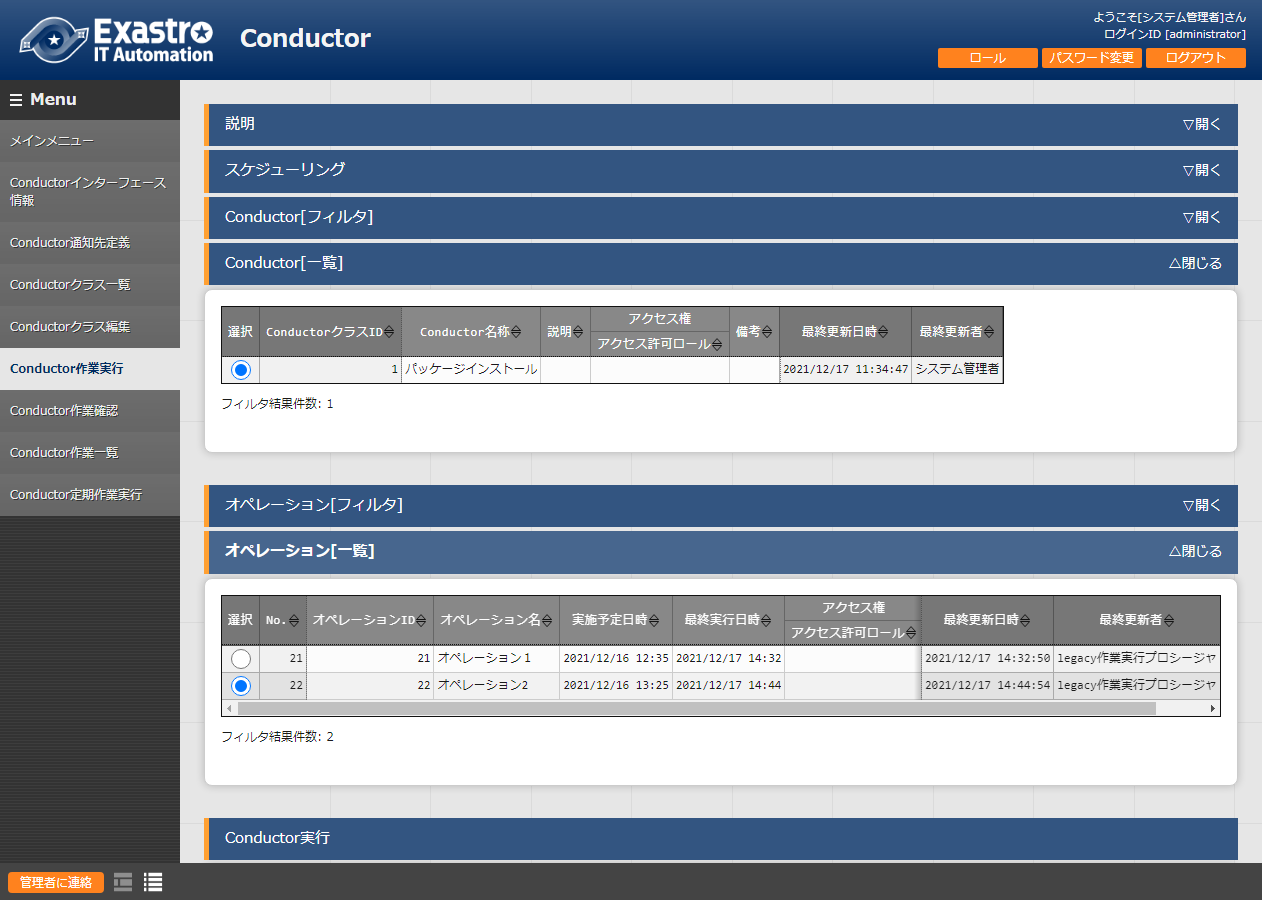 Exastro
IT Automation
Conductor
ようこそ[システム管理者]さん
ログインID [administrator]
ロール パスワード変更 ログアウト
Menu
メインメニュー
Conductorインターフェース
情報
Conductor通知先定義
Conductorクラス一覧
Conductorクラス編集
Conductor作業実行
Conductor作業確認
Conductor作業一覧
Conductor定期作業実行
説明 ▽開く
スケジューリング ▽開く
Conductor[フィルタ] ▽開く
Conductor[一覧] △閉じる
選択 ConductorクラスID Conductor名称 説明 アクセス権 備考 最終更新日時 最終更新者
アクセス許可ロール
1 パッケージインストール 2021/12/17 11:34:47 システム管理者
フィルタ結果件数: 1
オペレーション[フィルタ] ▽開く
オペレーション[一覧] △閉じる
選択 No. オペレーションID オペレーション名 実施予定日時 最終実行日時 アクセス権 最終更新日時 最終更新者
アクセス許可ロール
21 21 オペレーション１ 2021/12/16 12:35 2021/12/17 14:32 2021/12/17 14:32:50 legacy作業実行プロシージャ
22 22 オペレーション2 2021/12/16 13:25 2021/12/17 14:44 2021/12/17 14:44:54 legacy作業実行プロシージャ
フィルタ結果件数: 2
Conductor実行
管理者に連絡